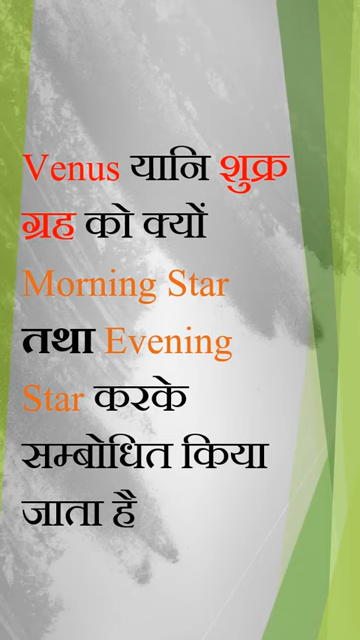 Venus यानि शुक्र
ग्रह को क्यों
Morning Star
तथा Evening
Star करके
सम्बोधित किया
जाता है